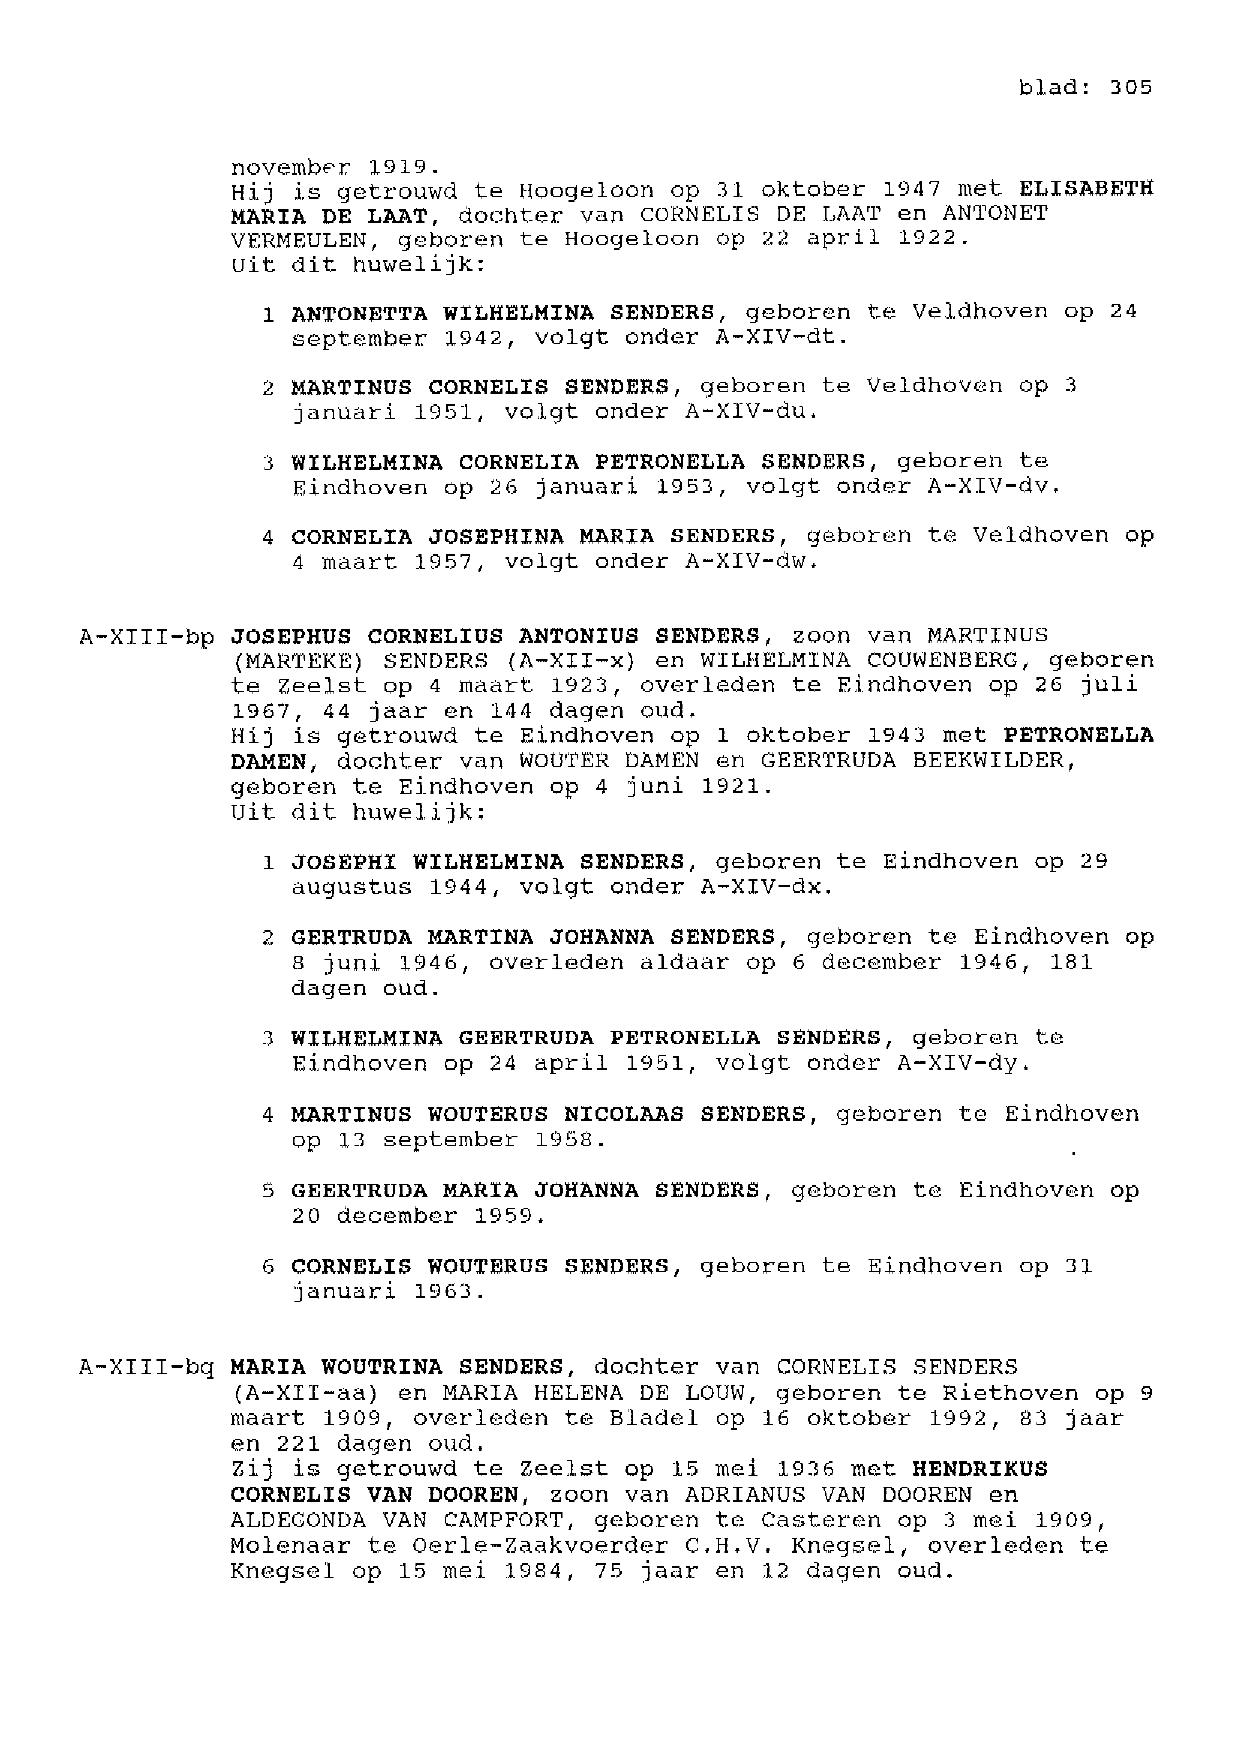 blad: 305
november 1919.
Hij is getrouwd te Hoogeloon op 31 oktober 1947 met ELISABETH
MARIA DE LAAT, dochter van CORNELIS DE LAAT en ANTONET
VERMEULEN, geboren te Hoogeloon op 22 april 1922.
Uit dit huwelijk:
1 ANTONETTA WILHELMINA SENDERS, geboren te Veldhoven op 24
september 1942, volgt onder A-XIV-dt.
2 MARTINUS CORNELIS SENDERS, geboren te Veldhoven op 3
januari 1951, volgt onder A-XIV-du.
3 WILHELMINA CORNELIA PETRONELLA SENDERS, geboren te
Eindhoven op 26 januari 1953, volgt onder A-XIV-dv.
4 CORNELIA JOSEPHINA MARIA SENDERS, geboren te Veldhoven op
4 maart 1957, volgt onder A-XIV-dw.
A-XIII-bp JOSEPHUS CORNELIUS ANTONIUS SENDERS, zoon van MARTINUS
(MARTEKE) SENDERS (A-XII-x) en WILHELMINA COUWENBERG, geboren
te Zeelst op 4 maart 1923, overleden te Eindhoven op 26 juli
1967, 44 jaar en 144 dagen oud.
Hij is getrouwd te Eindhoven op 1 oktober 1943 met PETRONELLA
DAMEN, dochter van WOUTER DAMEN en GEERTRUDA BEEKWILDER,
geboren te Eindhoven op 4 juni 1921.
Uit dit huwelijk:
1 JOSEPHI WILHELMINA SENDERS, geboren te Eindhoven op 29
augustus 1944, volgt onder A-XIV-dx.
2 GERTRUDA MARTINA JOHANNA SENDERS, geboren te Eindhoven op
8 juni 1946, overleden aldaar op 6 december 1946, 181
dagen oud.
3 WILHELMINA GEERTRUDA PETRONELLA SENDERS, geboren te
Eindhoven op 24 april 1951, volgt onder A-XIV-dy.
4 MARTINUS WOUTERUS NICOLAAS SENDERS, geboren te Eindhoven
op 13 september 1958.
5 GEERTRUDA MARIA JOHANNA SENDERS, geboren te Eindhoven op
20 december 1959.
6 CORNELIS WOUTERUS SENDERS, geboren te Eindhoven op 31
januari 1963.
A-XIII-bq MARIA WOUTRINA SENDERS, dochter van CORNELIS SENDERS
(A-XII-aa) en MARIA HELENA DE LOUW, geboren te Riethoven op 9
maart 1909, overleden te Bladel op 16 oktober 1992, 83 jaar
en 221 dagen oud.
Zij is getrouwd te Zeelst op 15 mei 1936 met HENDRIKUS
CORNELIS VAN DOOREN, zoon van ADRIANUS VAN DOOREN en
ALDEGONDA VAN CAMPFORT, geboren te Casteren op 3 mei 1909,
Molenaar te Oerle-Zaakvoerder C.H.V. Knegsel, overleden te
Knegsel op 15 mei 1984, 75 jaar en 12 dagen oud.